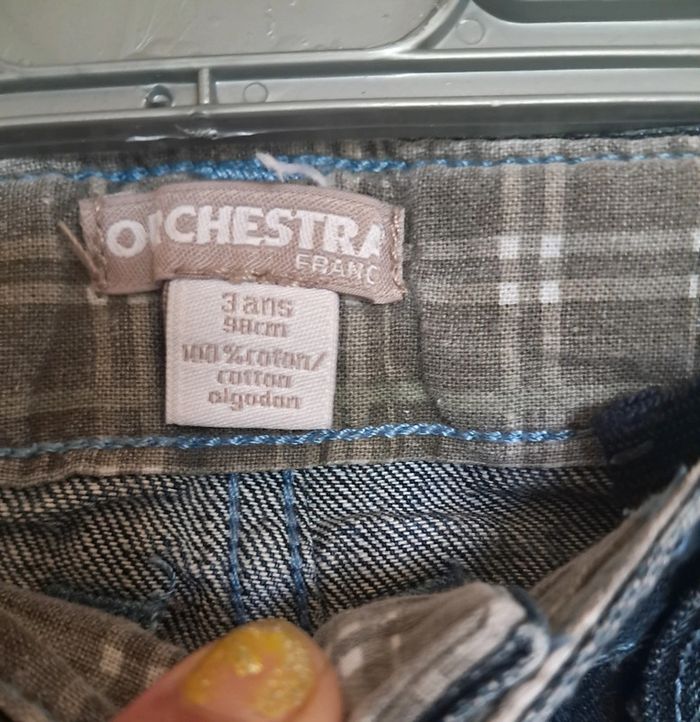 ORCHESTRA
FRANC
3 ans
98cm
100%coton/
cotton
algodon